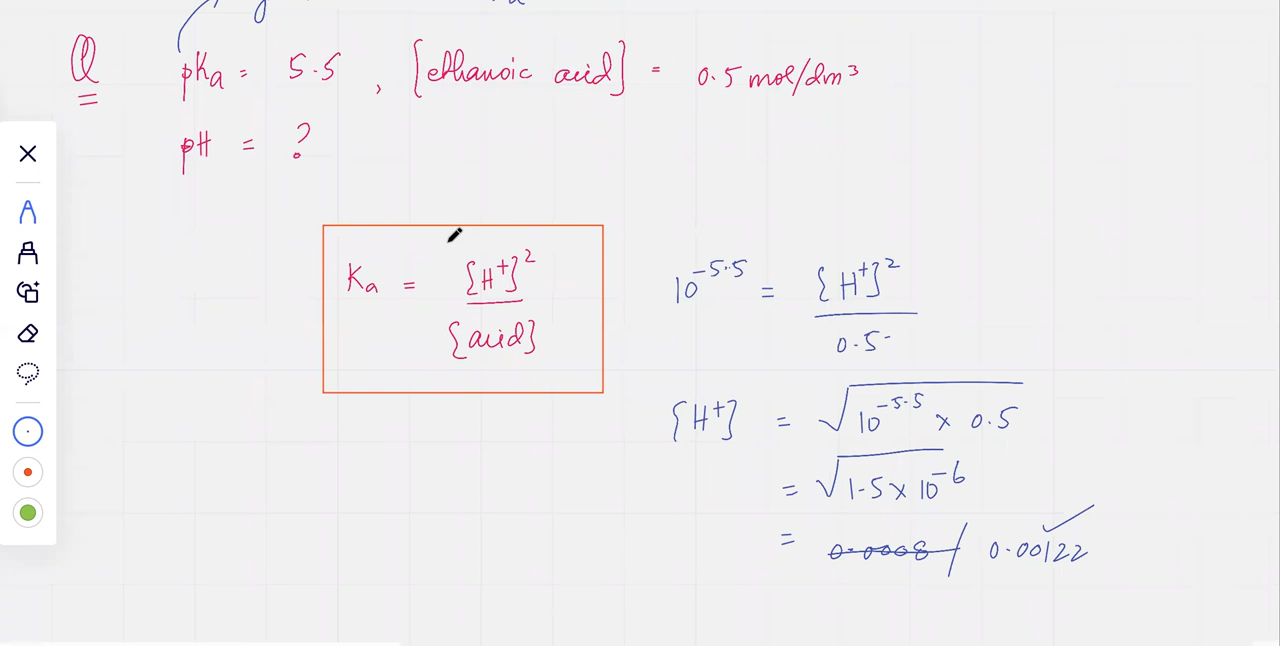 Q pKa = 5.5 , [ethanoic acid] = 0.5 mol/dm³
pH = ?
Ka = [H⁺]² / [acid]
10^-5.5 = [H⁺]² / 0.5
[H⁺] = √(10^-5.5 × 0.5)
= √(1.5 × 10^-6)
= 0.0008 / 0.00122 ✓